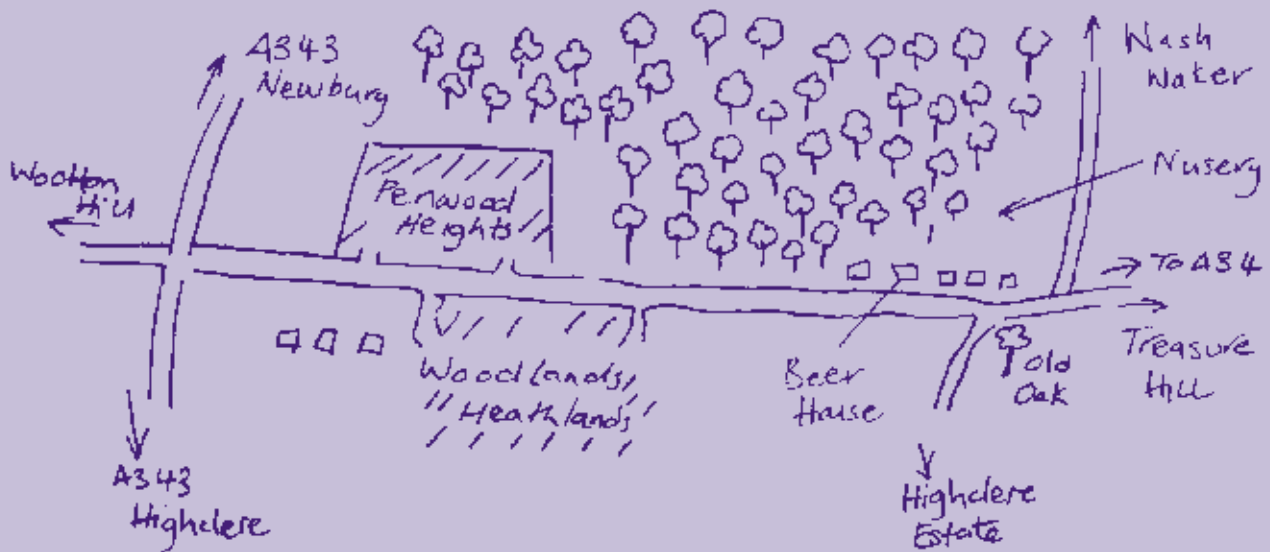 A343
Newbury
Nash
Water
Wootton
Hill
Penwood
Heights
Nusery
To A34
Treasure
Hill
Woodlands
Heathlands
Beer
House
Old
Oak
A343
Highclere
Highclere
Estate